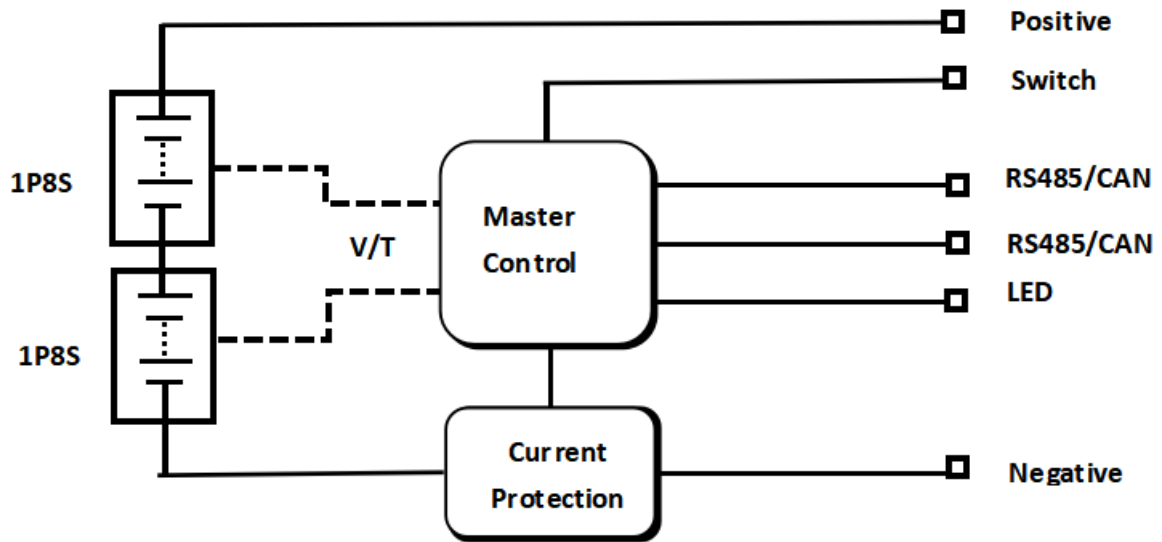 Positive
Switch
1P8S
RS485/CAN
Master
Control
V/T
RS485/CAN
LED
1P8S
Current
Protection
Negative